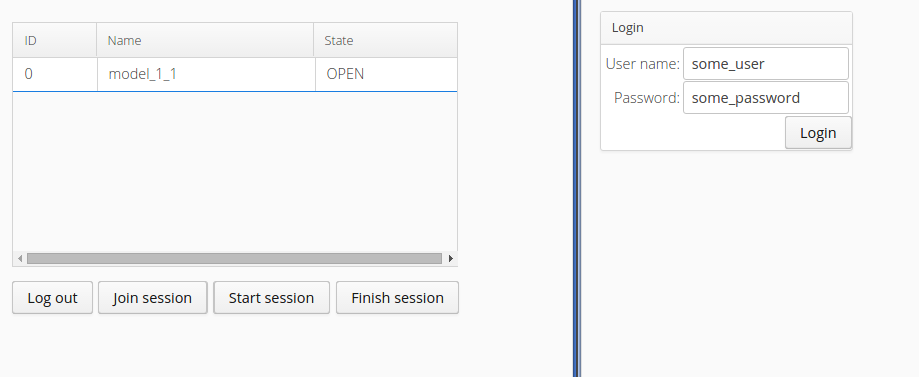 ID Name State
0 model_1_1 OPEN
Log out Join session Start session Finish session
Login
User name: some_user
Password: some_password
Login